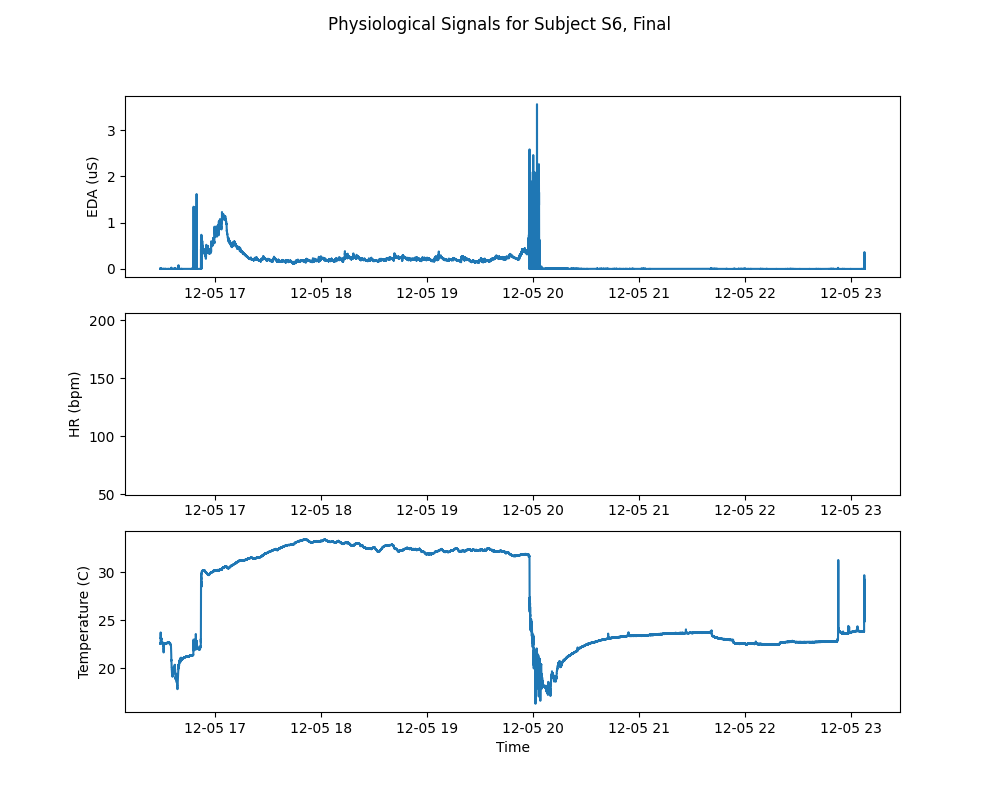 Physiological Signals for Subject S6, Final
EDA (uS)
3
2
1
0
12-05 17 12-05 18 12-05 19 12-05 20 12-05 21 12-05 22 12-05 23
HR (bpm)
200
150
100
50
12-05 17 12-05 18 12-05 19 12-05 20 12-05 21 12-05 22 12-05 23
Temperature (C)
30
25
20
12-05 17 12-05 18 12-05 19 12-05 20 12-05 21 12-05 22 12-05 23
Time